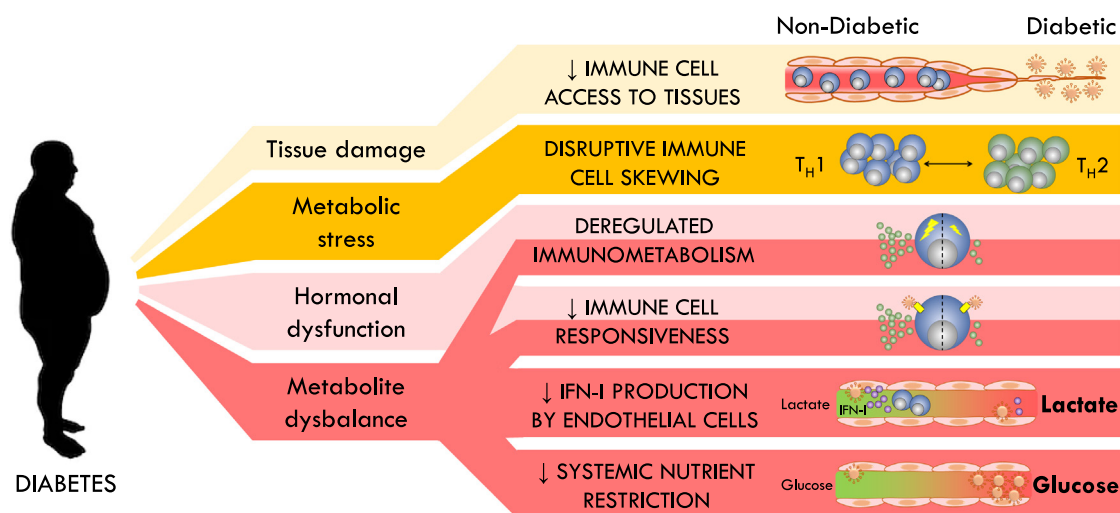 Non-Diabetic
Diabetic
↓ IMMUNE CELL
ACCESS TO TISSUES
Tissue damage
DISRUPTIVE IMMUNE
CELL SKEWING
TH1
TH2
Metabolic
stress
DEREGULATED
IMMUNOMETABOLISM
Hormonal
dysfunction
↓ IMMUNE CELL
RESPONSIVENESS
Metabolite
dysbalance
↓ IFN-I PRODUCTION
BY ENDOTHELIAL CELLS
Lactate
IFN-I
Lactate
↓ SYSTEMIC NUTRIENT
RESTRICTION
Glucose
Glucose
DIABETES